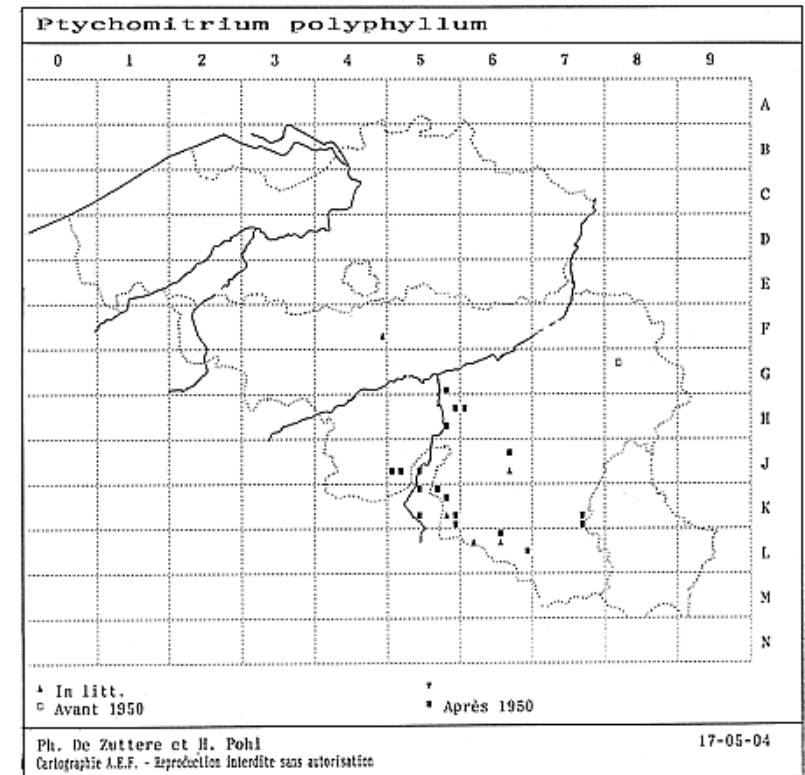 Ptychomitrium polyphyllum
0 1 2 3 4 5 6 7 8 9
A
B
C
D
E
F
G
H
J
K
L
M
N
In litt.
Avant 1950
Après 1950
Ph. De Zuttere et H. Pohl
17-05-04
Cartographie A.E.F. - Reproduction Interdite sans autorisation